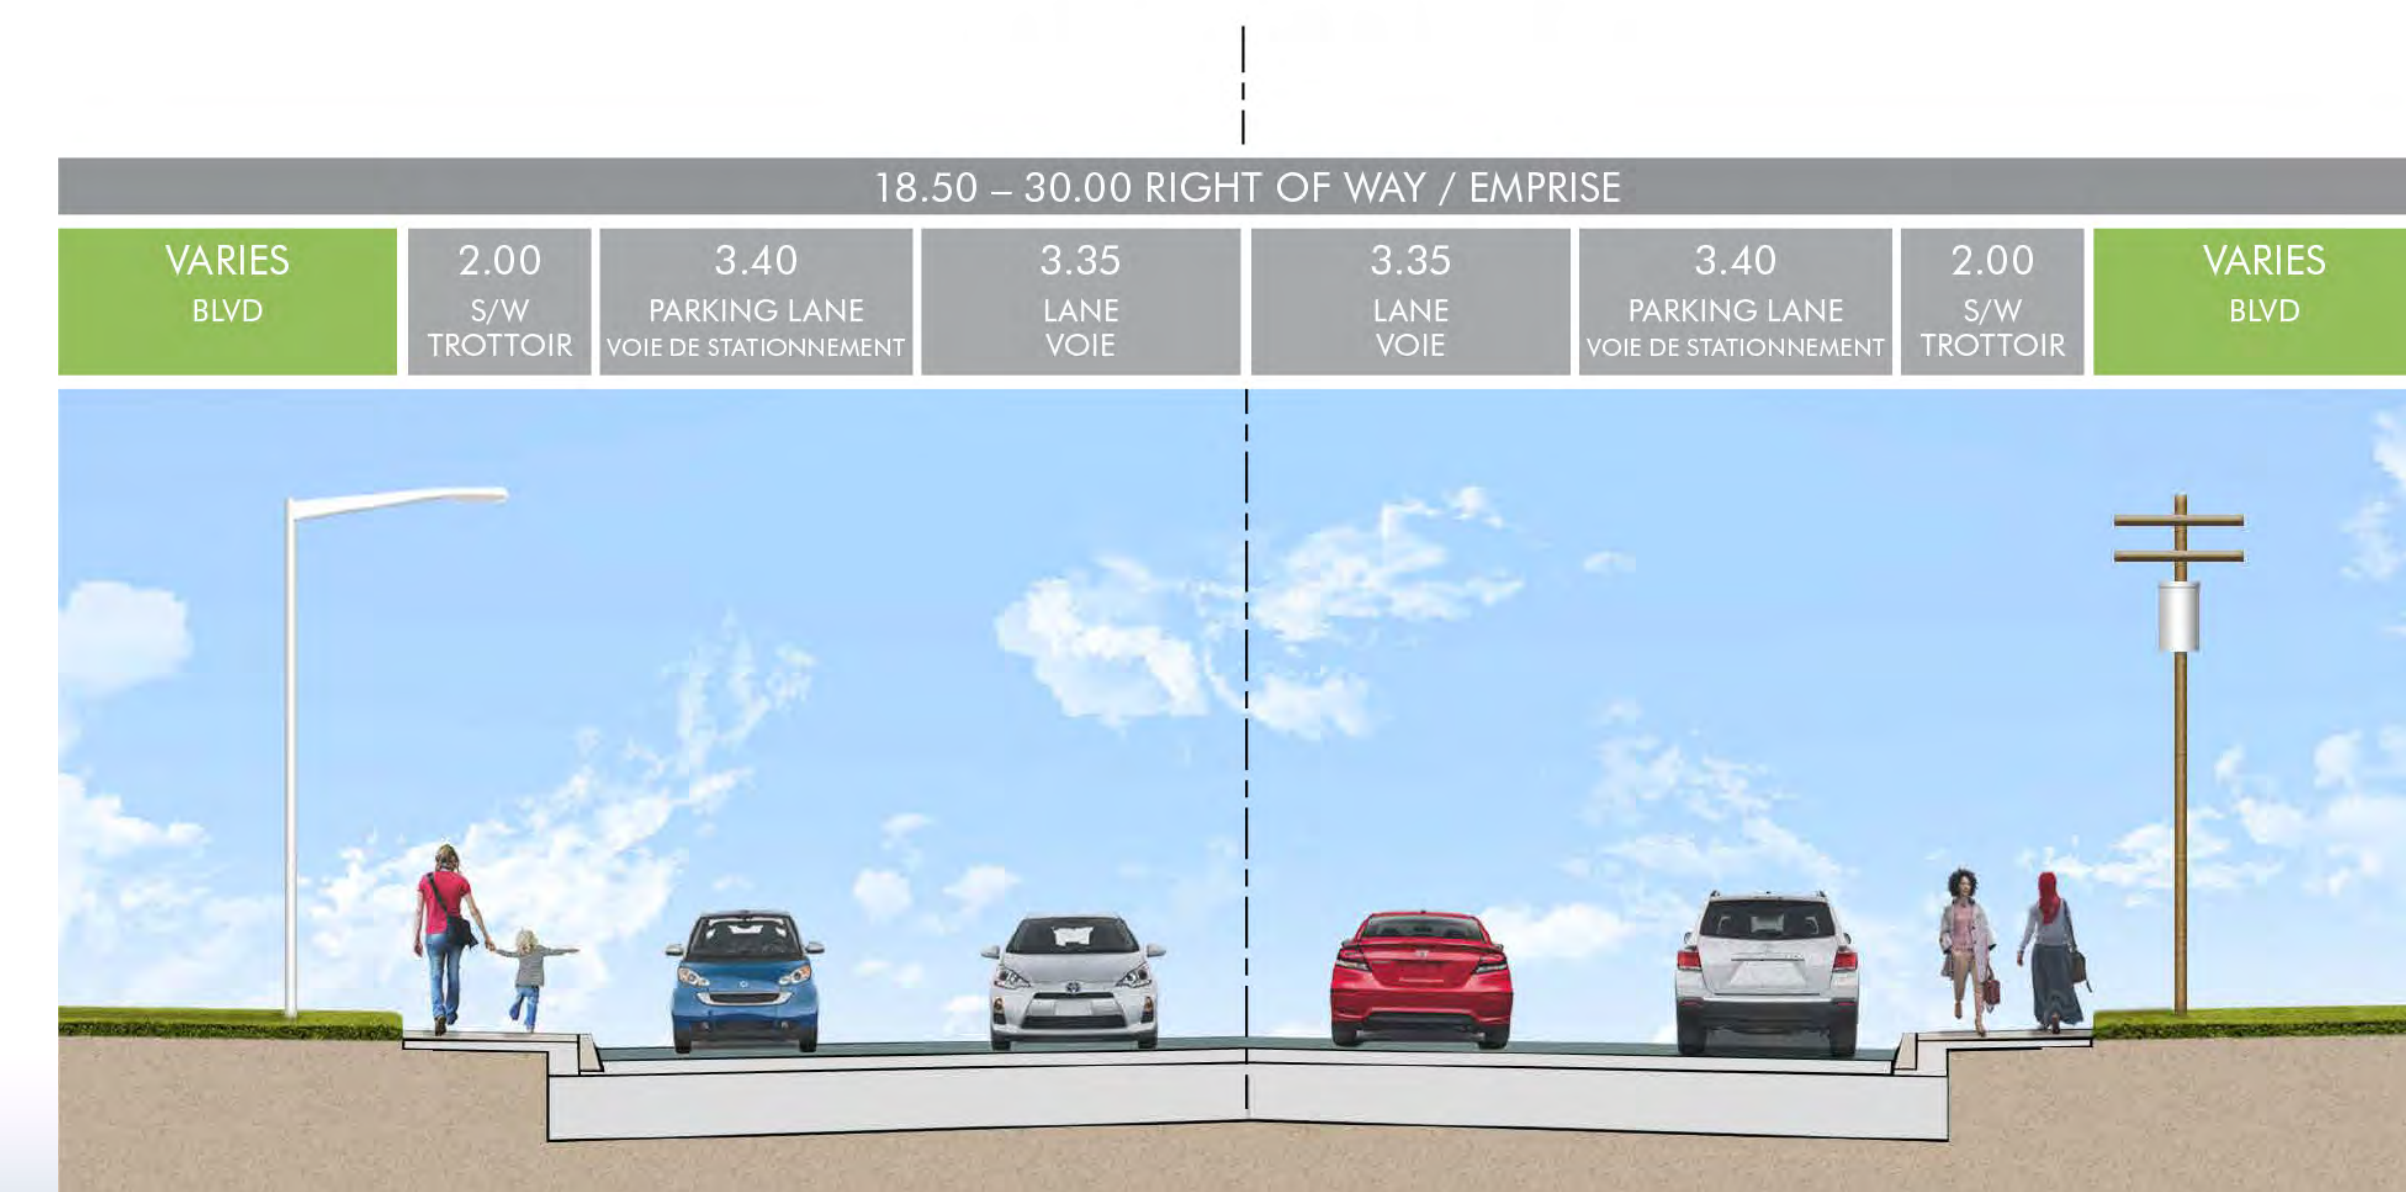 18.50 – 30.00 RIGHT OF WAY / EMPRISE
VARIES
BLVD
2.00
S/W
TROTTOIR
3.40
PARKING LANE
VOIE DE STATIONNEMENT
3.35
LANE
VOIE
3.35
LANE
VOIE
3.40
PARKING LANE
VOIE DE STATIONNEMENT
2.00
S/W
TROTTOIR
VARIES
BLVD